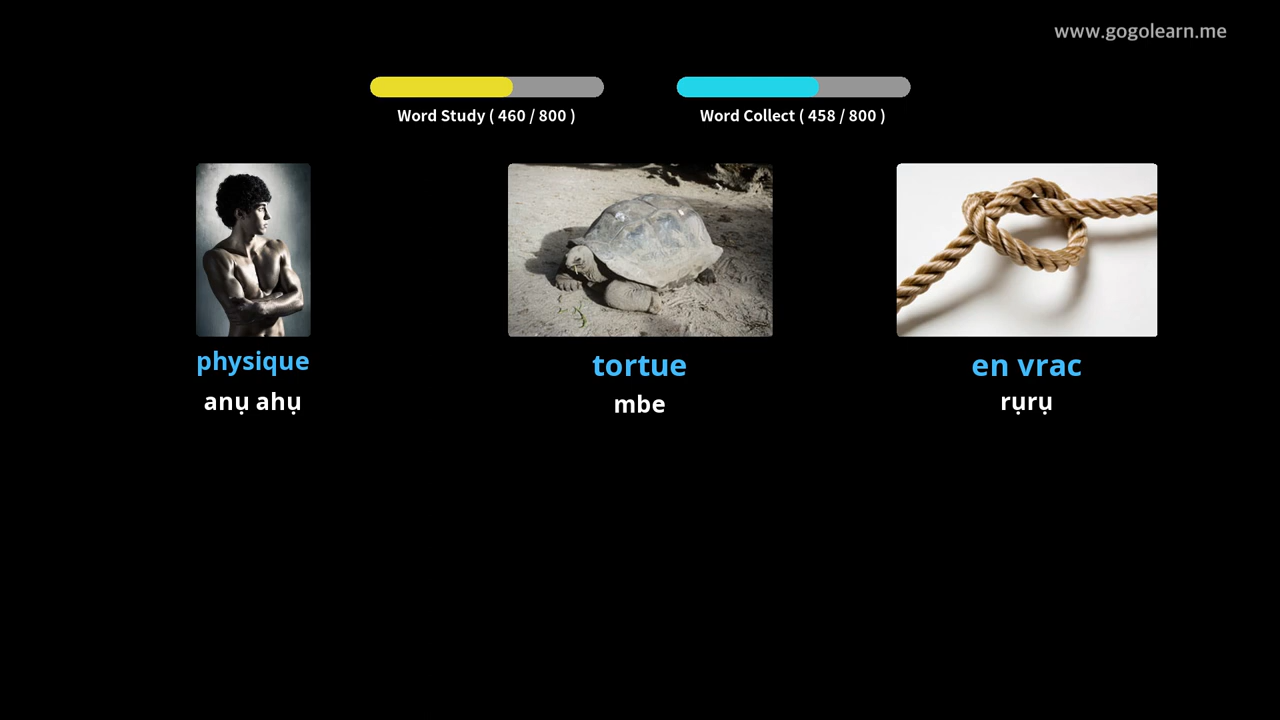 www.gogolearn.me
Word Study ( 460 / 800 )
Word Collect ( 458 / 800 )
physique
anụ ahụ
tortue
mbe
en vrac
rụrụ